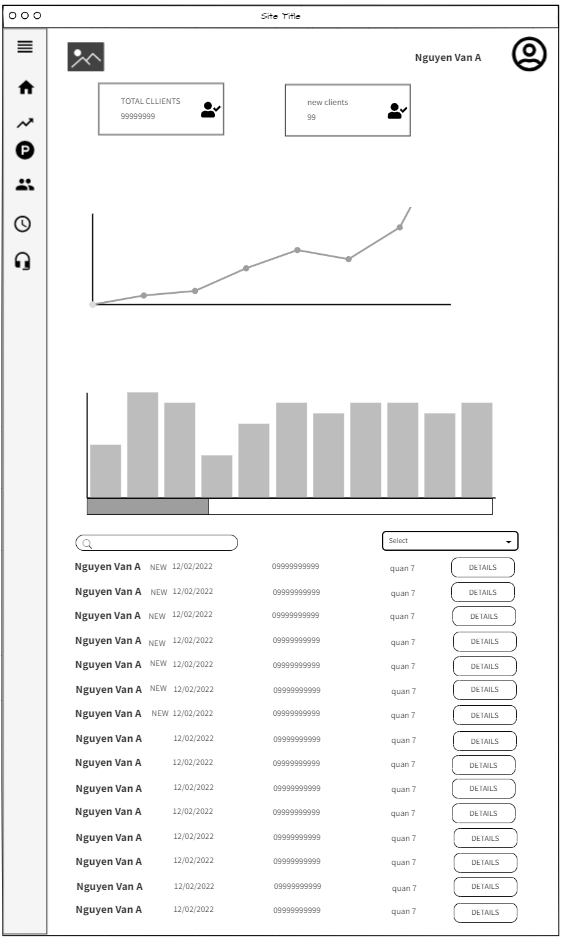 Site Title
Nguyen Van A
TOTAL CLLIENTS
99999999
new clients
99
Select
Nguyen Van A NEW 12/02/2022 09999999999 quan 7 DETAILS
Nguyen Van A NEW 12/02/2022 09999999999 quan 7 DETAILS
Nguyen Van A NEW 12/02/2022 09999999999 quan 7 DETAILS
Nguyen Van A NEW 12/02/2022 09999999999 quan 7 DETAILS
Nguyen Van A NEW 12/02/2022 09999999999 quan 7 DETAILS
Nguyen Van A NEW 12/02/2022 09999999999 quan 7 DETAILS
Nguyen Van A NEW 12/02/2022 09999999999 quan 7 DETAILS
Nguyen Van A 12/02/2022 09999999999 quan 7 DETAILS
Nguyen Van A 12/02/2022 09999999999 quan 7 DETAILS
Nguyen Van A 12/02/2022 09999999999 quan 7 DETAILS
Nguyen Van A 12/02/2022 09999999999 quan 7 DETAILS
Nguyen Van A 12/02/2022 09999999999 quan 7 DETAILS
Nguyen Van A 12/02/2022 09999999999 quan 7 DETAILS
Nguyen Van A 12/02/2022 09999999999 quan 7 DETAILS
Nguyen Van A 12/02/2022 09999999999 quan 7 DETAILS